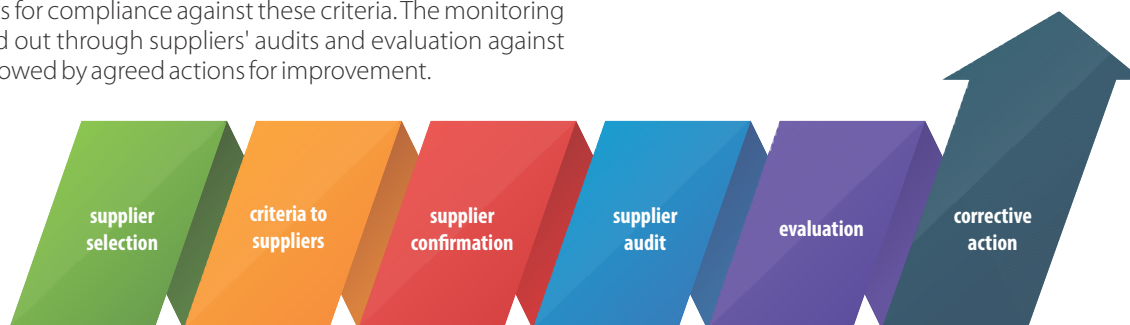 s for compliance against these criteria. The monitoring
d out through suppliers' audits and evaluation against
owed by agreed actions for improvement.
supplier
selection
criteria to
suppliers
supplier
confirmation
supplier
audit
evaluation
corrective
action